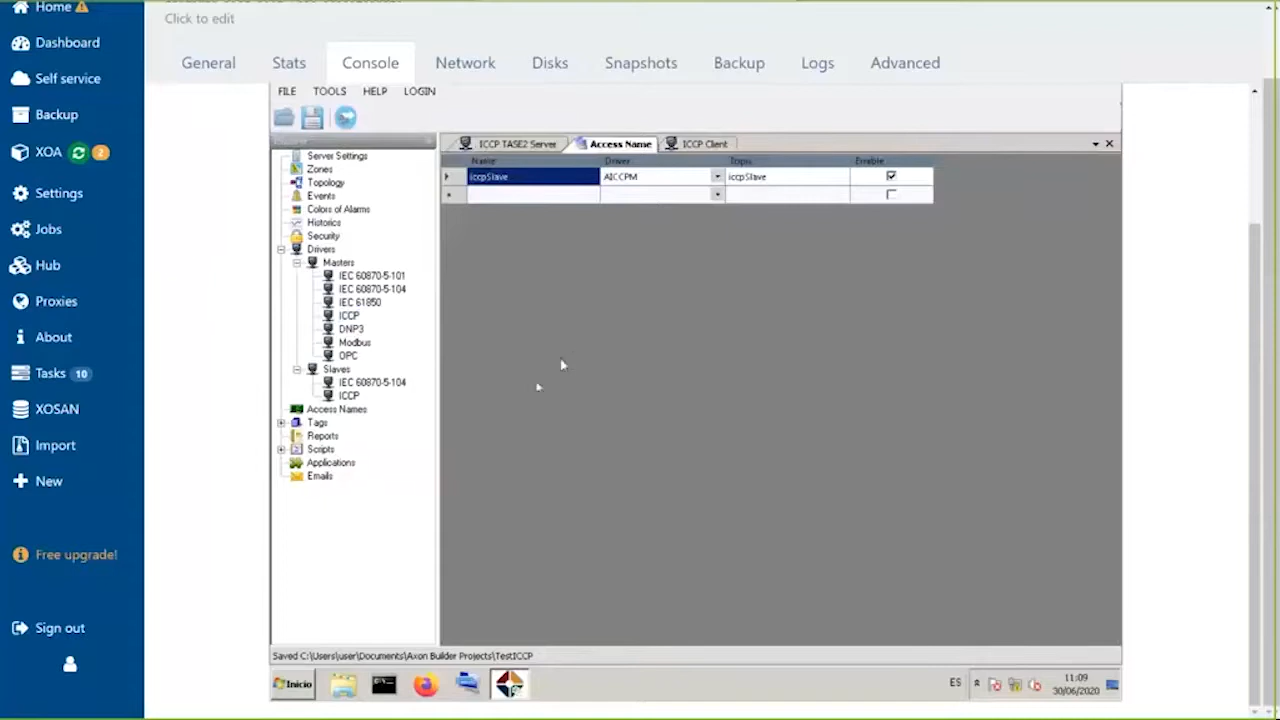 Home
Click to edit
Dashboard
Self service
Backup
XOA 2
Settings
Jobs
Hub
Proxies
About
Tasks 10
XOSAN
Import
New
Free upgrade!
Sign out
General Stats Console Network Disks Snapshots Backup Logs Advanced
FILE TOOLS HELP LOGIN
ICCP TASE2 Server Access Name ICCP Client
Name Driver Topic Enable
iccpSlave AICCPM iccpSlave
Server Settings
Zones
Topology
Events
Colors of Alarms
Historics
Security
Drivers
Masters
IEC 60870-5-101
IEC 60870-5-104
IEC 61850
ICCP
DNP3
Modbus
OPC
Slaves
IEC 60870-5-104
ICCP
Access Names
Tags
Reports
Scripts
Applications
Emails
Saved C:\Users\user\Documents\Axon Builder Projects\TestICCP
Inicio
ES
11:09
30/06/2020